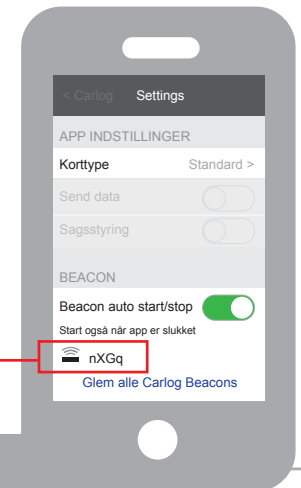 < Carlog Settings
APP INDSTILLINGER
Korttype Standard >
Send data
Sagsstyring
BEACON
Beacon auto start/stop
Start også når app er slukket
nXGq
Glem alle Carlog Beacons